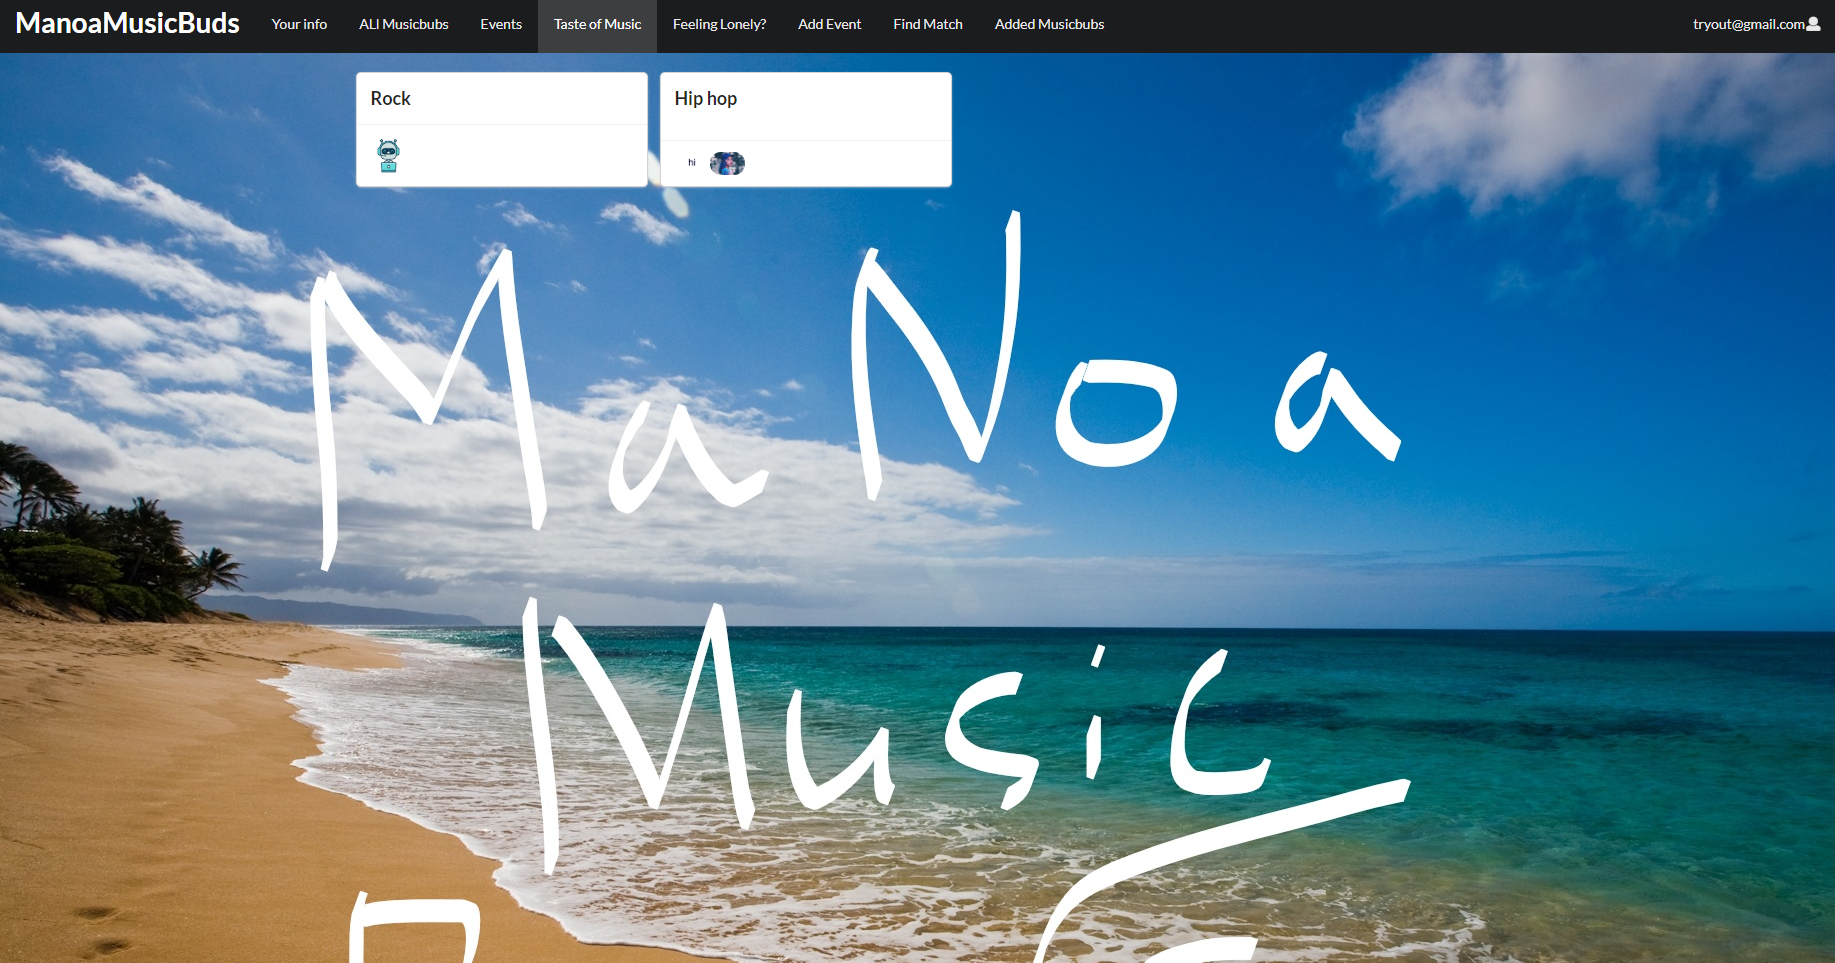 ManoaMusicBuds Your info ALl Musicbubs Events Taste of Music Feeling Lonely? Add Event Find Match Added Musicbubs tryout@gmail.com
Rock Hip hop
hi
MaNoa
Music